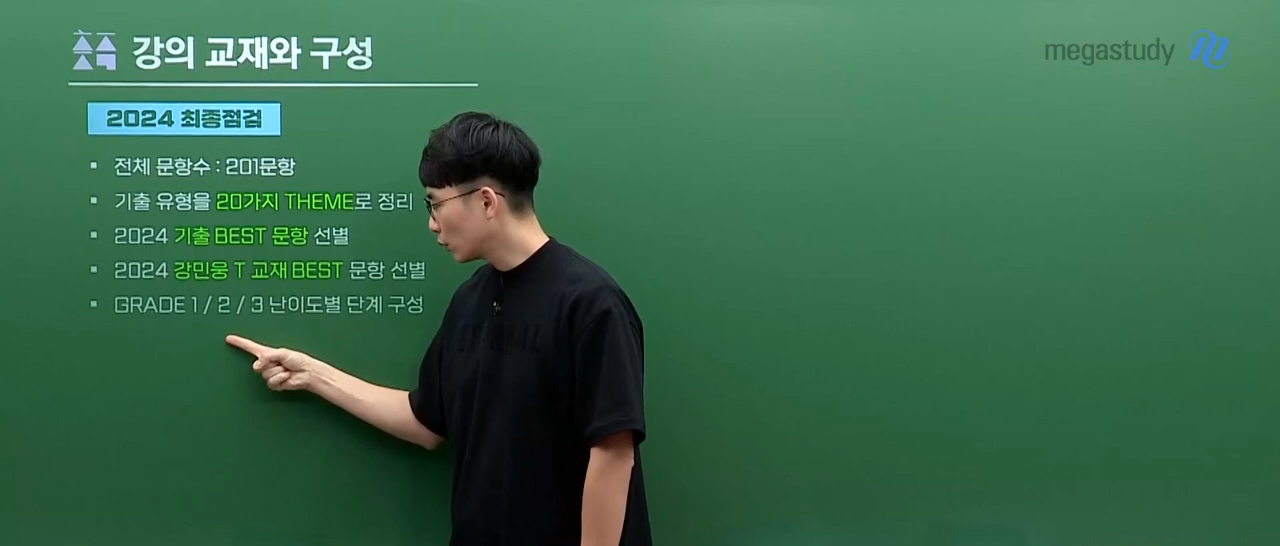 강의 교재와 구성
megastudy
2024 최종점검
전체 문항수 : 201문항
기출 유형을 20가지 THEME로 정리
2024 기출 BEST 문항 선별
2024 강민웅 T 교재 BEST 문항 선별
GRADE 1 / 2 / 3 난이도별 단계 구성